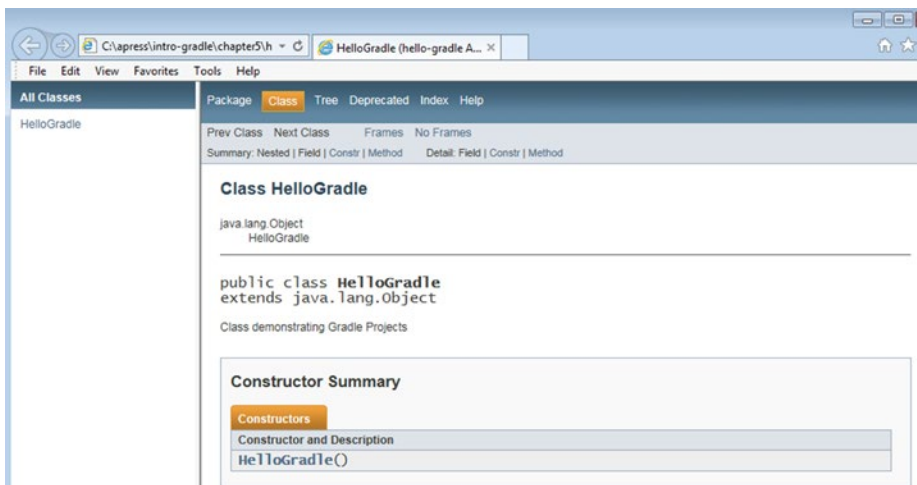 C:\apress\intro-gradle\chapter5\h
HelloGradle (hello-gradle A...
File Edit View Favorites Tools Help
All Classes
HelloGradle
Package Class Tree Deprecated Index Help
Prev Class Next Class Frames No Frames
Summary: Nested | Field | Constr | Method Detail: Field | Constr | Method
Class HelloGradle
java.lang.Object
HelloGradle
public class HelloGradle
extends java.lang.Object
Class demonstrating Gradle Projects
Constructor Summary
Constructors
Constructor and Description
HelloGradle()